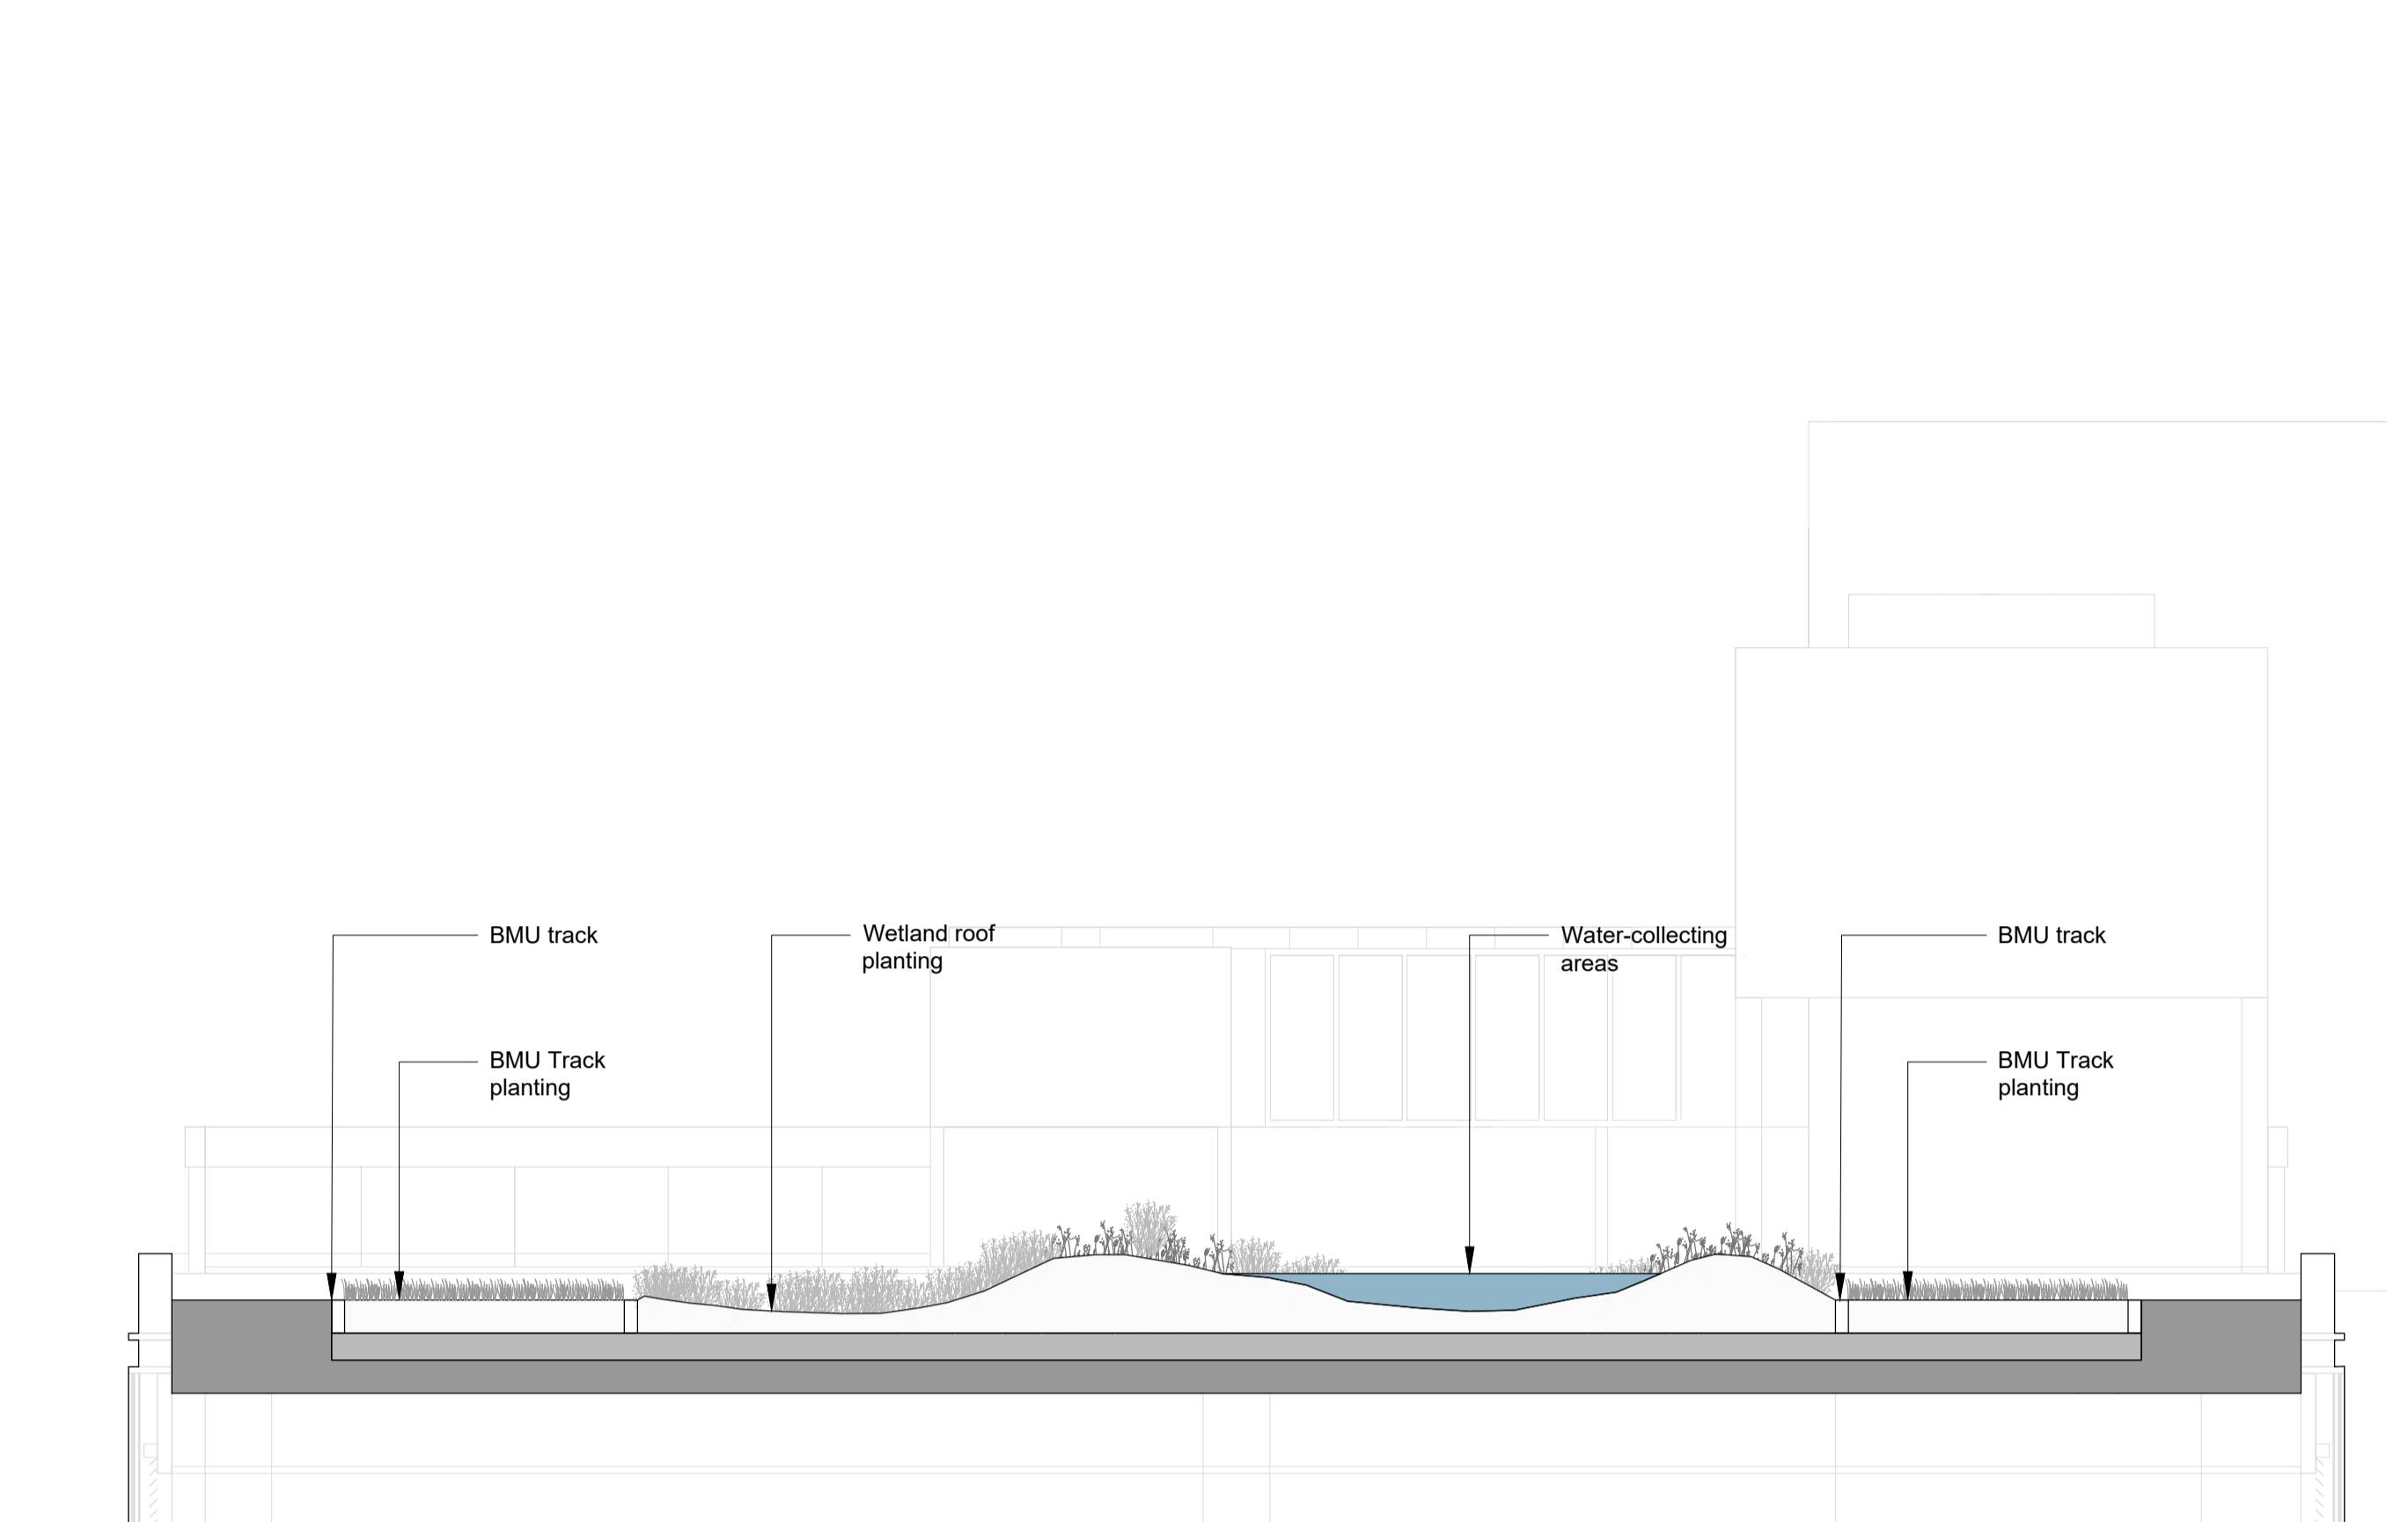 BMU track
BMU Track
planting
Wetland roof
planting
Water-collecting
areas
BMU track
BMU Track
planting